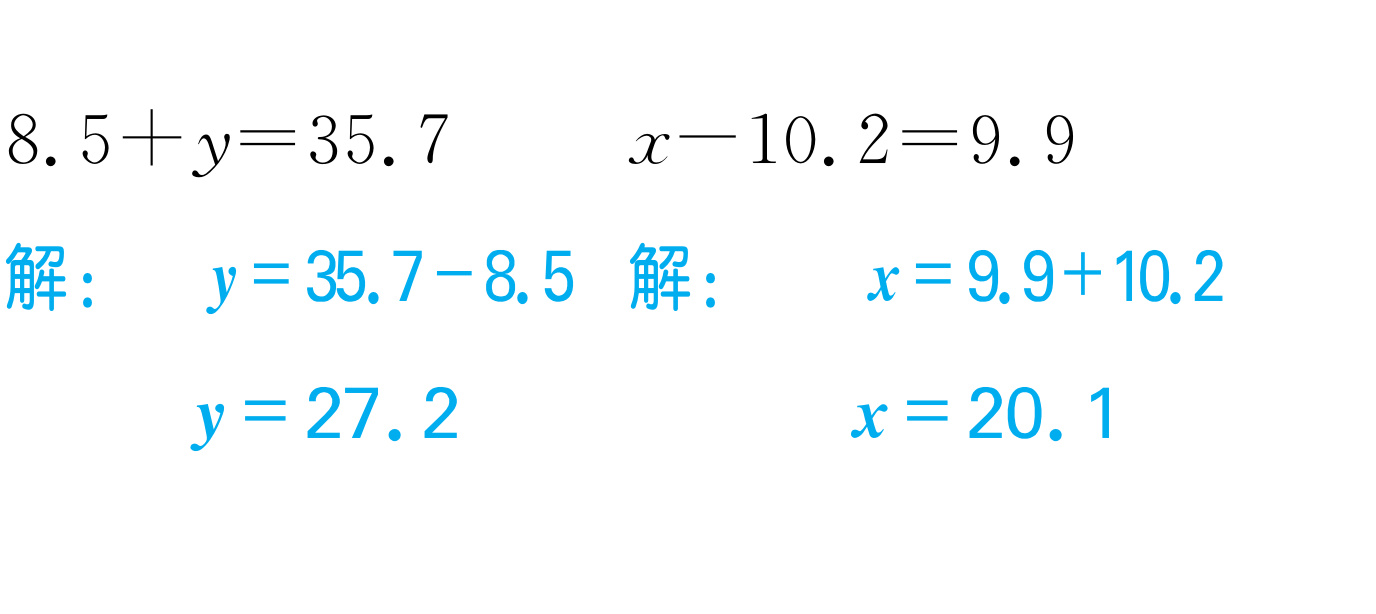 8.5+y=35.7 x-10.2=9.9
解: y=35.7-8.5 解: x=9.9+10.2
y=27.2 x=20.1